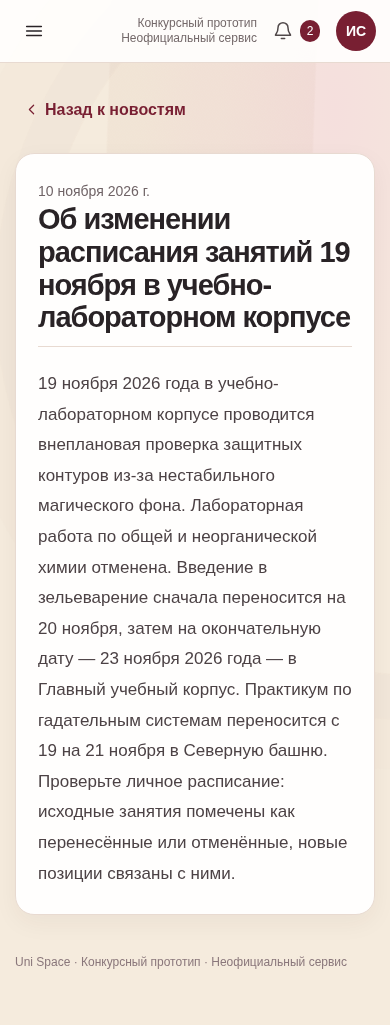 Конкурсный прототип
Неофициальный сервис
2
ИС
Назад к новостям
10 ноября 2026 г.
Об изменении
расписания занятий 19
ноября в учебно-
лабораторном корпусе
19 ноября 2026 года в учебно-
лабораторном корпусе проводится
внеплановая проверка защитных
контуров из-за нестабильного
магического фона. Лабораторная
работа по общей и неорганической
химии отменена. Введение в
зельеварение сначала переносится на
20 ноября, затем на окончательную
дату — 23 ноября 2026 года — в
Главный учебный корпус. Практикум по
гадательным системам переносится с
19 на 21 ноября в Северную башню.
Проверьте личное расписание:
исходные занятия помечены как
перенесённые или отменённые, новые
позиции связаны с ними.
Uni Space · Конкурсный прототип · Неофициальный сервис